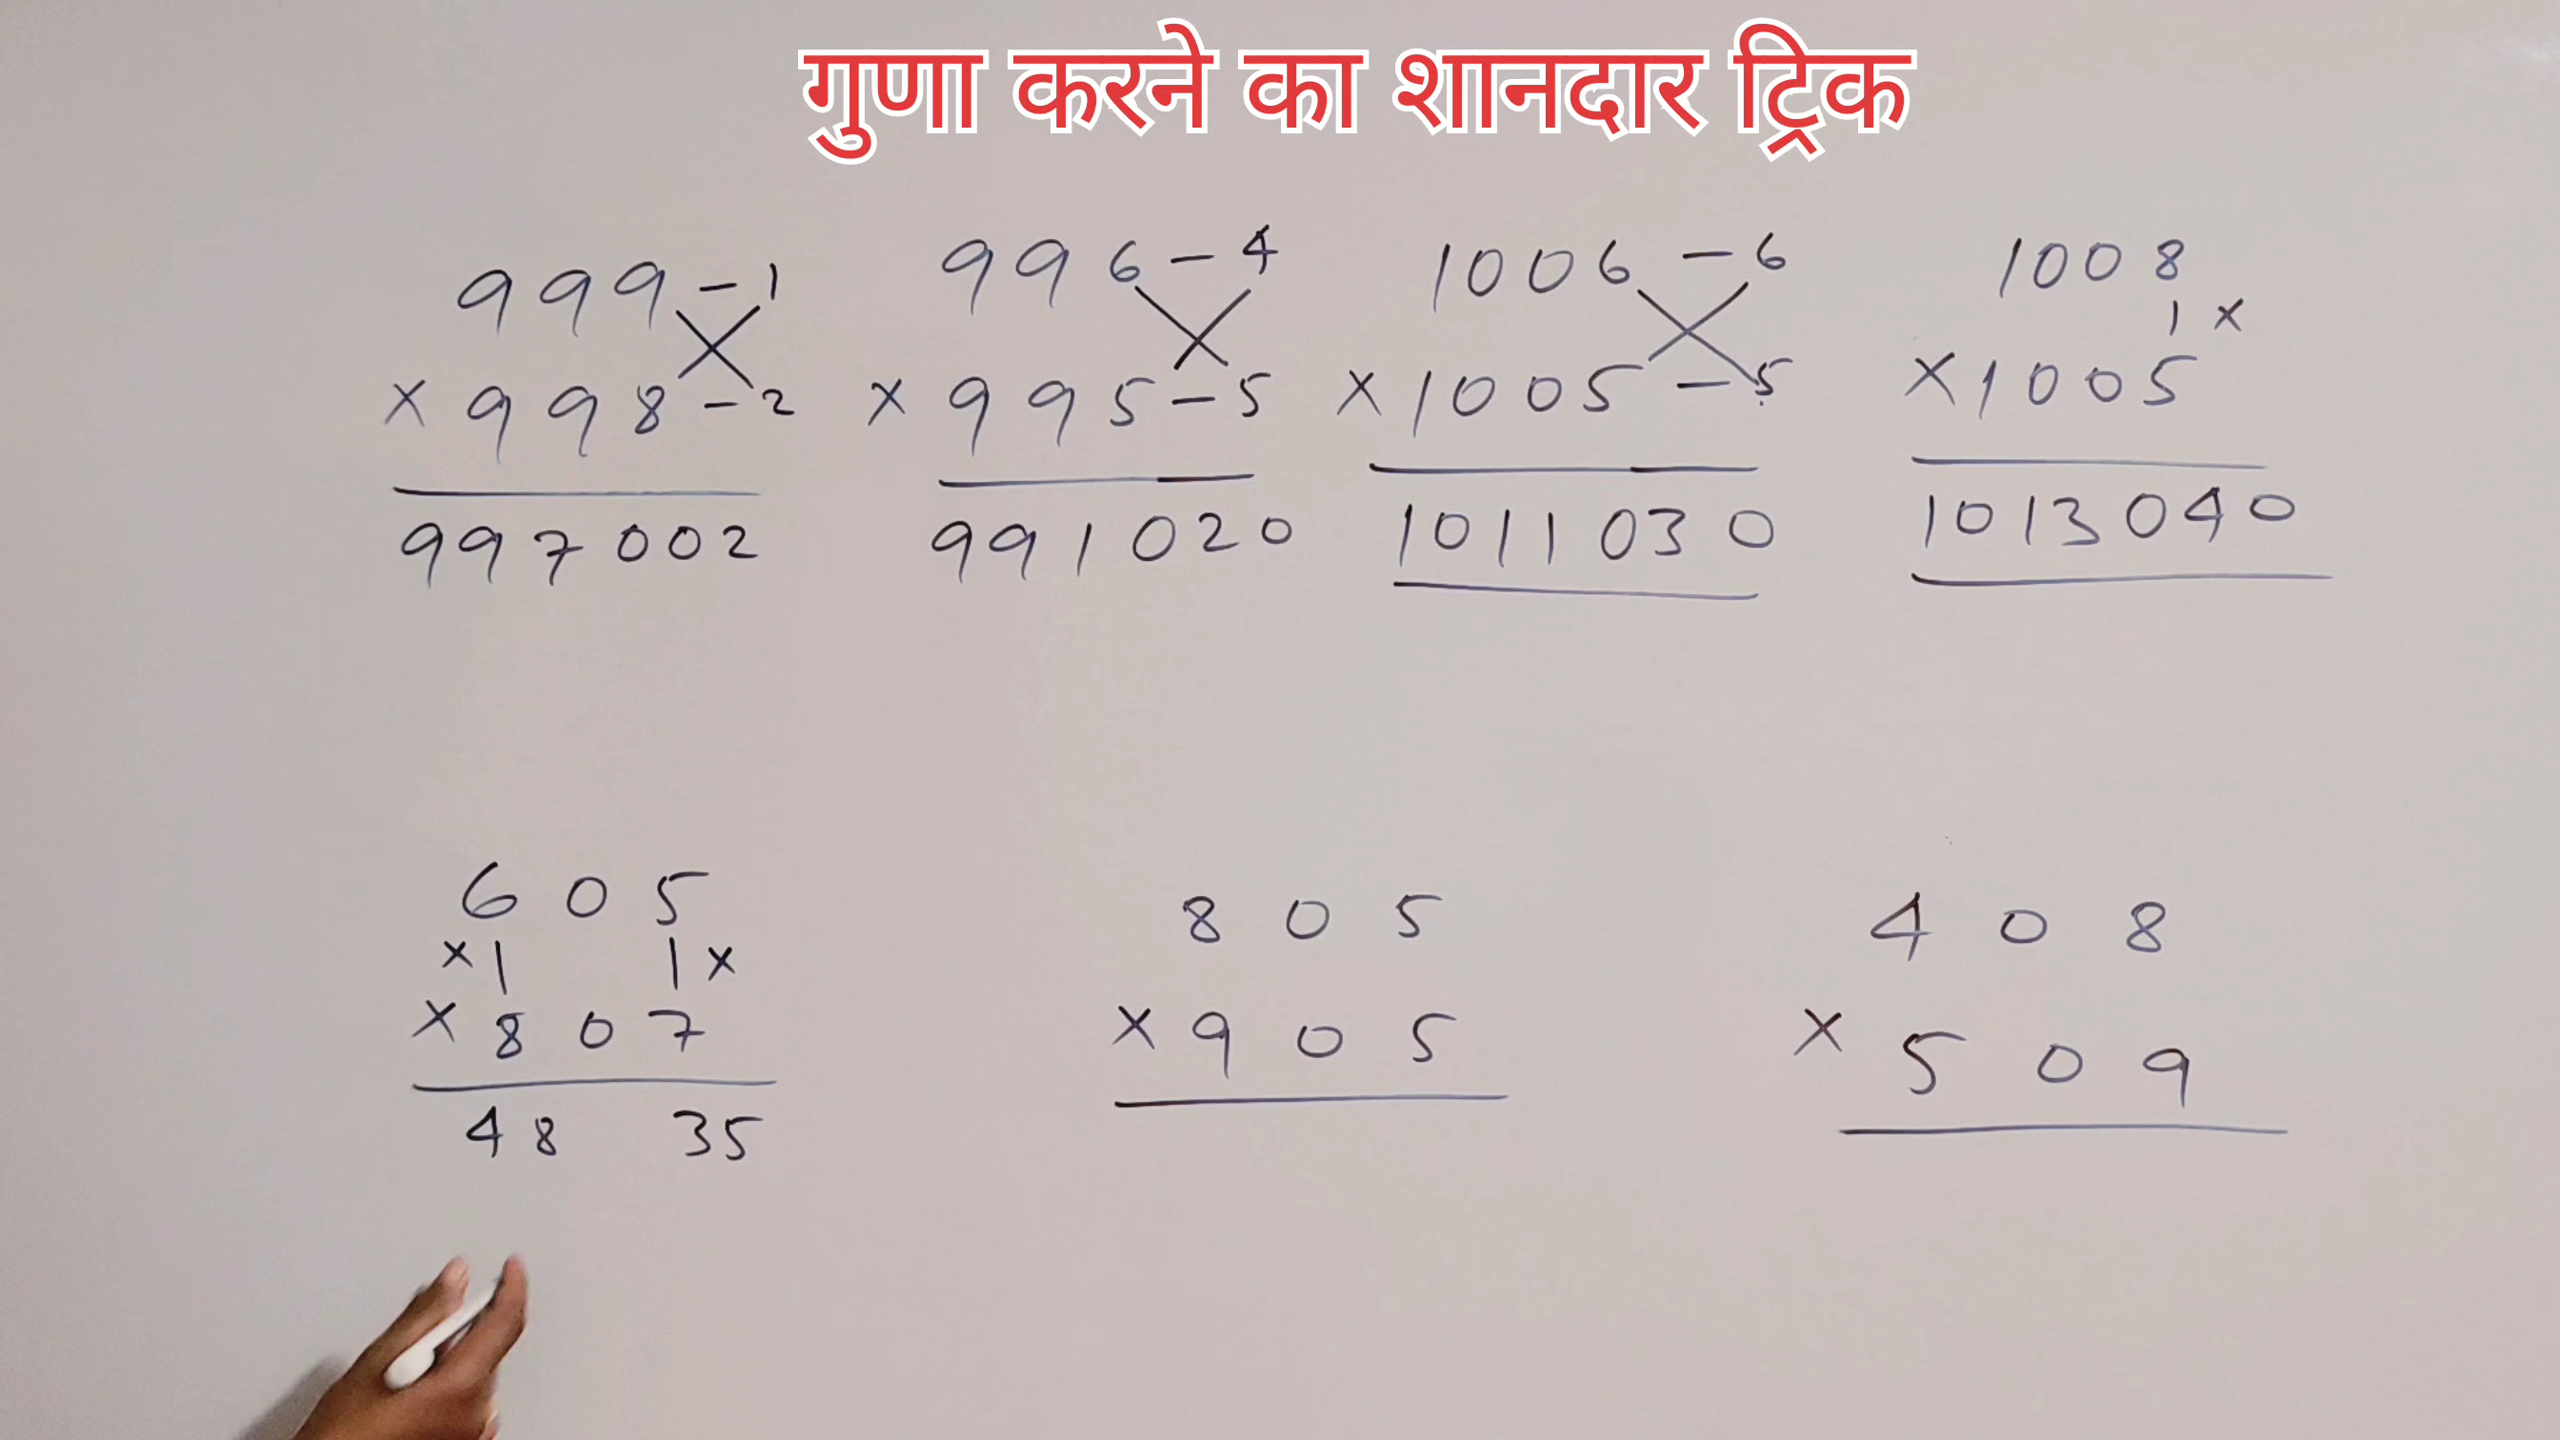 गुणा करने का शानदार ट्रिक
999 - 1
× 998 - 2
997002
996 - 4
× 995 - 5
991020
1006 - 6
× 1005 - 5
1011030
1008
1 ×
× 1005
1013040
605
× 1 1 ×
× 807
48 35
805
× 905
408
× 509